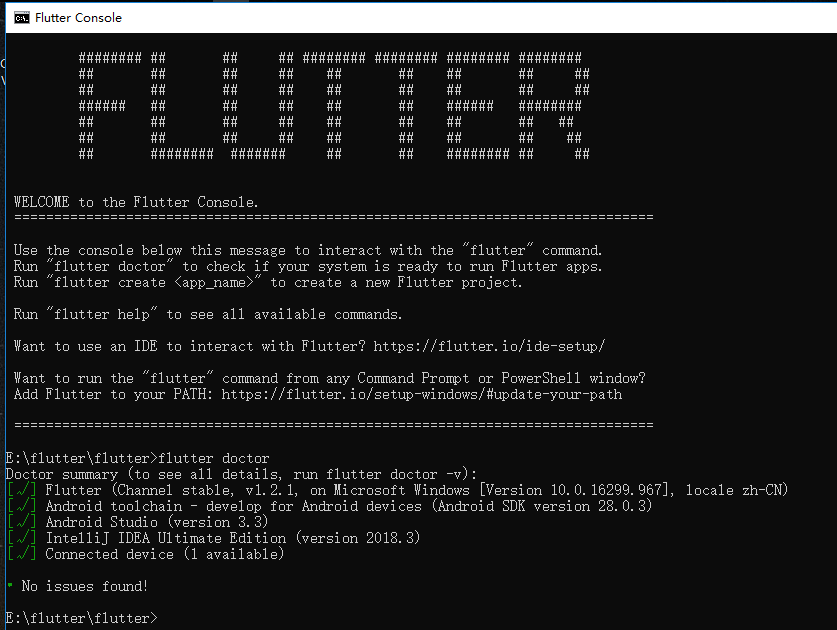 Flutter Console
######## ##       ##     ## ######## ######## ######## ########
##       ##       ##     ##    ##       ##    ##       ##     ##
##       ##       ##     ##    ##       ##    ##       ##     ##
######   ##       ##     ##    ##       ##    ######   ########
##       ##       ##     ##    ##       ##    ##       ##   ##
##       ##       ##     ##    ##       ##    ##       ##    ##
##       ########  #######     ##       ##    ######## ##     ##
WELCOME to the Flutter Console.
================================================================================
Use the console below this message to interact with the "flutter" command.
Run "flutter doctor" to check if your system is ready to run Flutter apps.
Run "flutter create <app_name>" to create a new Flutter project.
Run "flutter help" to see all available commands.
Want to use an IDE to interact with Flutter? https://flutter.io/ide-setup/
Want to run the "flutter" command from any Command Prompt or PowerShell window?
Add Flutter to your PATH: https://flutter.io/setup-windows/#update-your-path
================================================================================
E:\flutter\flutter>flutter doctor
Doctor summary (to see all details, run flutter doctor -v):
[√] Flutter (Channel stable, v1.2.1, on Microsoft Windows [Version 10.0.16299.967], locale zh-CN)
[√] Android toolchain - develop for Android devices (Android SDK version 28.0.3)
[√] Android Studio (version 3.3)
[√] IntelliJ IDEA Ultimate Edition (version 2018.3)
[√] Connected device (1 available)
• No issues found!
E:\flutter\flutter>